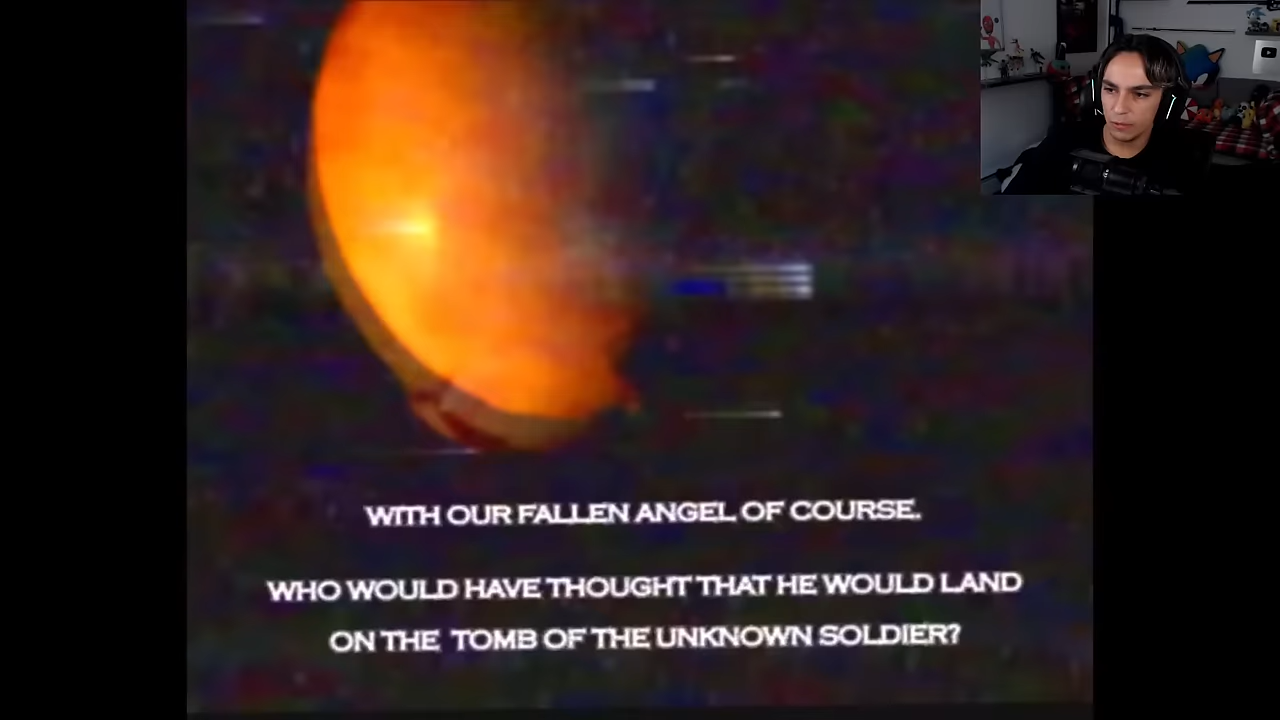 WITH OUR FALLEN ANGEL OF COURSE.
WHO WOULD HAVE THOUGHT THAT HE WOULD LAND
ON THE TOMB OF THE UNKNOWN SOLDIER?